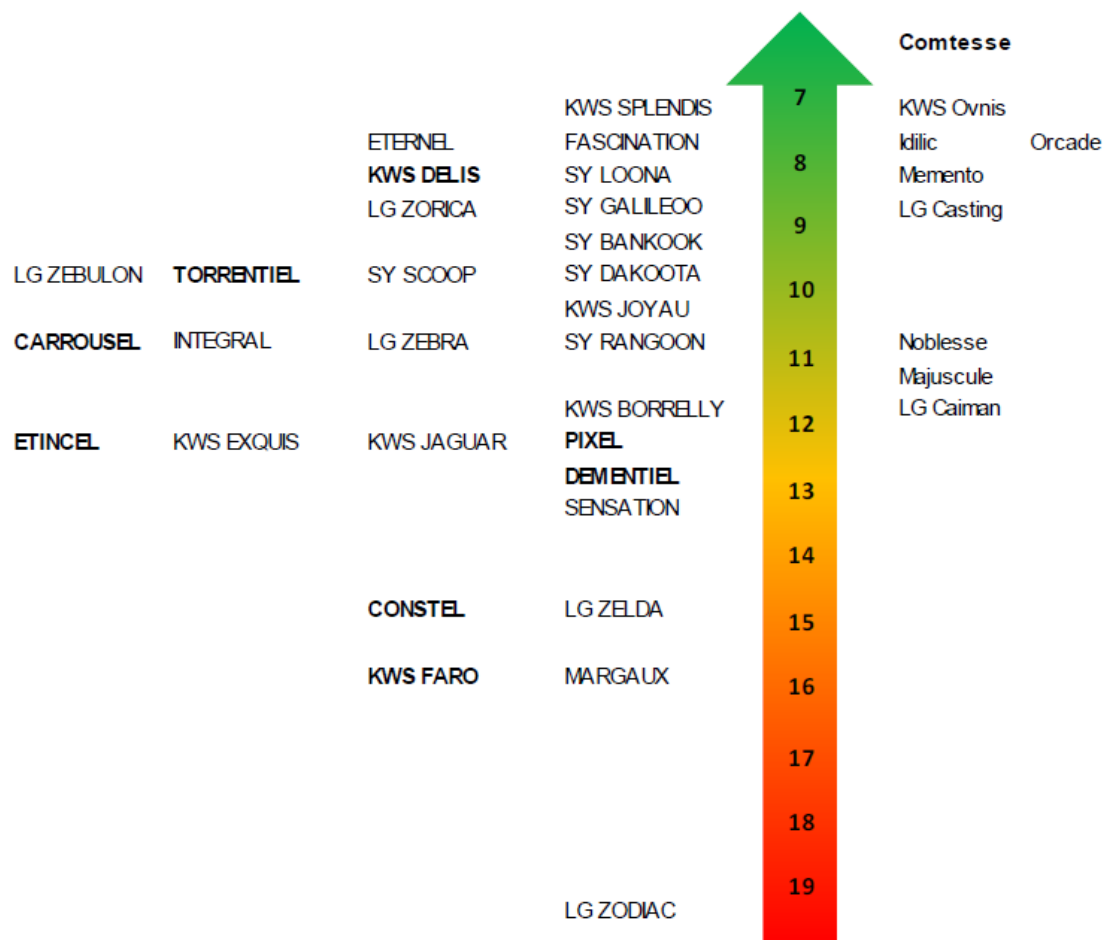 Comtesse
7
KWS SPLENDIS KWS Ovnis
ETERNEL FASCINATION Idilic Orcade
8
KWS DELIS SY LOONA Memento
LG ZORICA SY GALILEOO LG Casting
9
SY BANKOOK
LG ZEBULON TORRENTIEL SY SCOOP SY DAKOOTA
10
KWS JOYAU
CARROUSEL INTEGRAL LG ZEBRA SY RANGOON Noblesse
11
Majuscule
KWS BORRELLY LG Caiman
12
ETINCEL KWS EXQUIS KWS JAGUAR PIXEL
DEMENTIEL
13
SENSATION
14
CONSTEL LG ZELDA
15
KWS FARO MARGAUX
16
17
18
19
LG ZODIAC